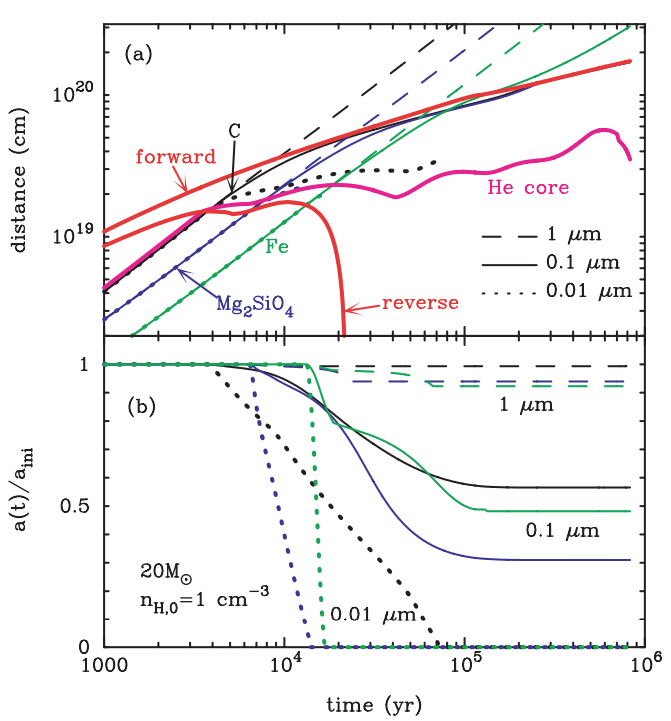 (a)
10^20
C
forward
distance (cm)
He core
10^19
Fe
1 μm
0.1 μm
0.01 μm
Mg2SiO4
reverse
1
(b)
1 μm
a(t)/a_ini
0.5
0.1 μm
20M⊙
n_H,0=1 cm^-3
0.01 μm
0
1000
10^4
10^5
10^6
time (yr)